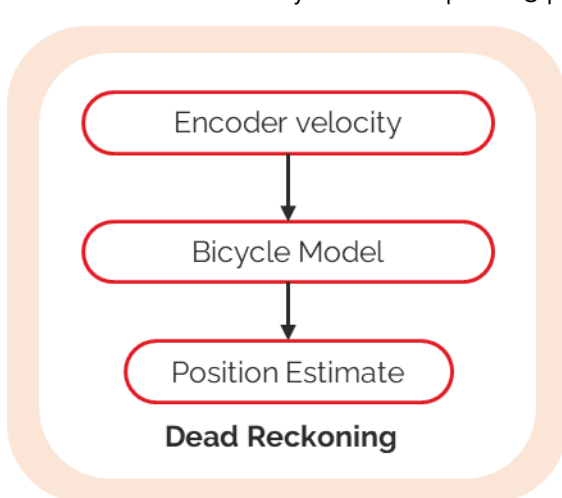 Encoder velocity
Bicycle Model
Position Estimate
Dead Reckoning